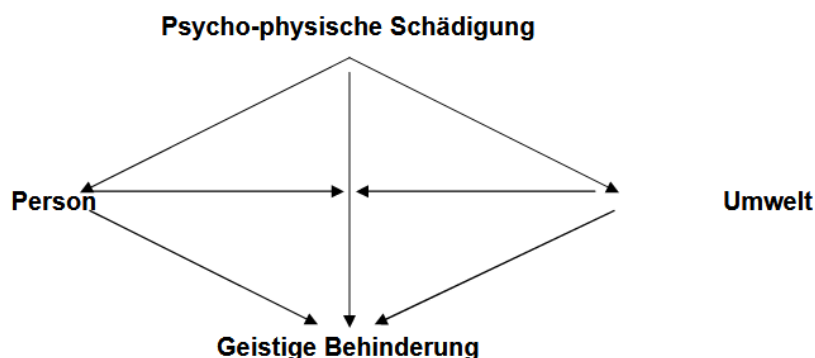 Psycho-physische Schädigung
Person
Umwelt
Geistige Behinderung